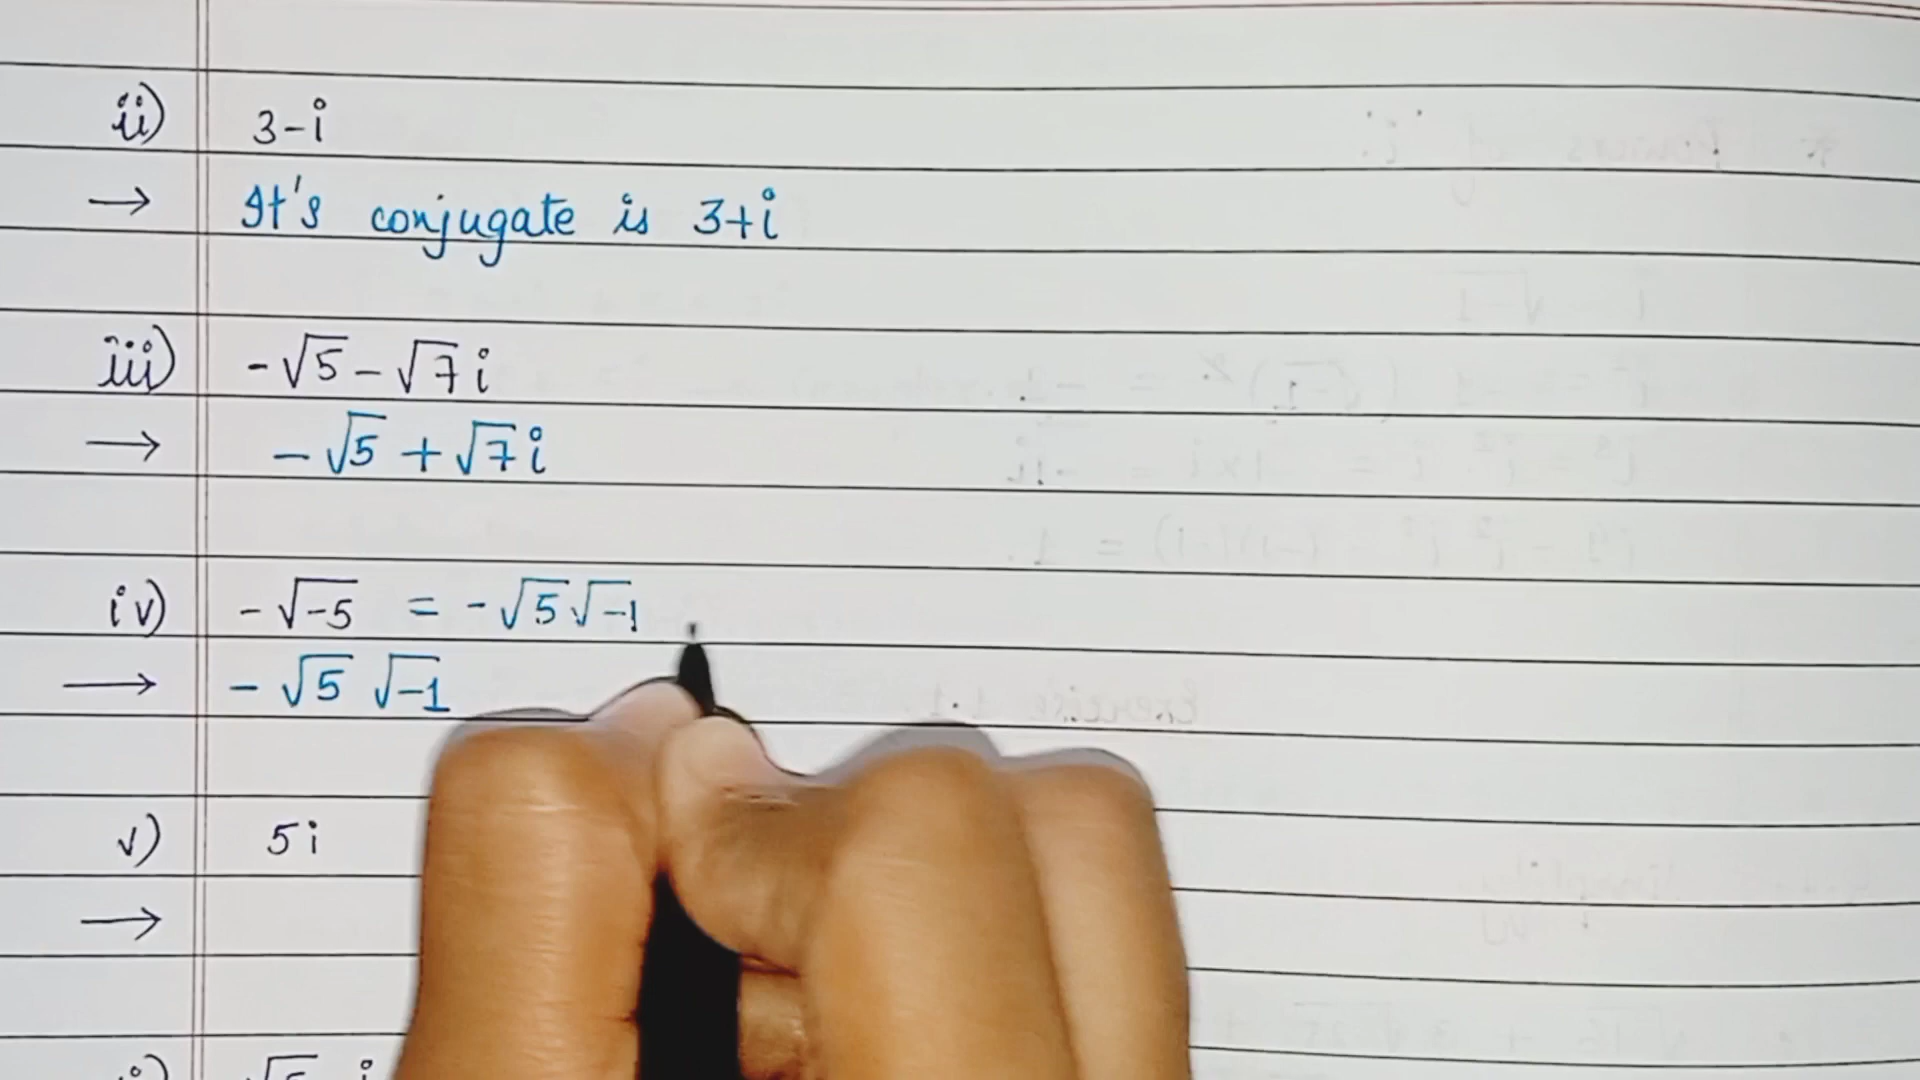 ii) 3-i
→ It's conjugate is 3+i
iii) -√5 - √7 i
→ -√5 + √7 i
iv) -√-5 = -√5 √-1
→ -√5 √-1
v) 5i
→